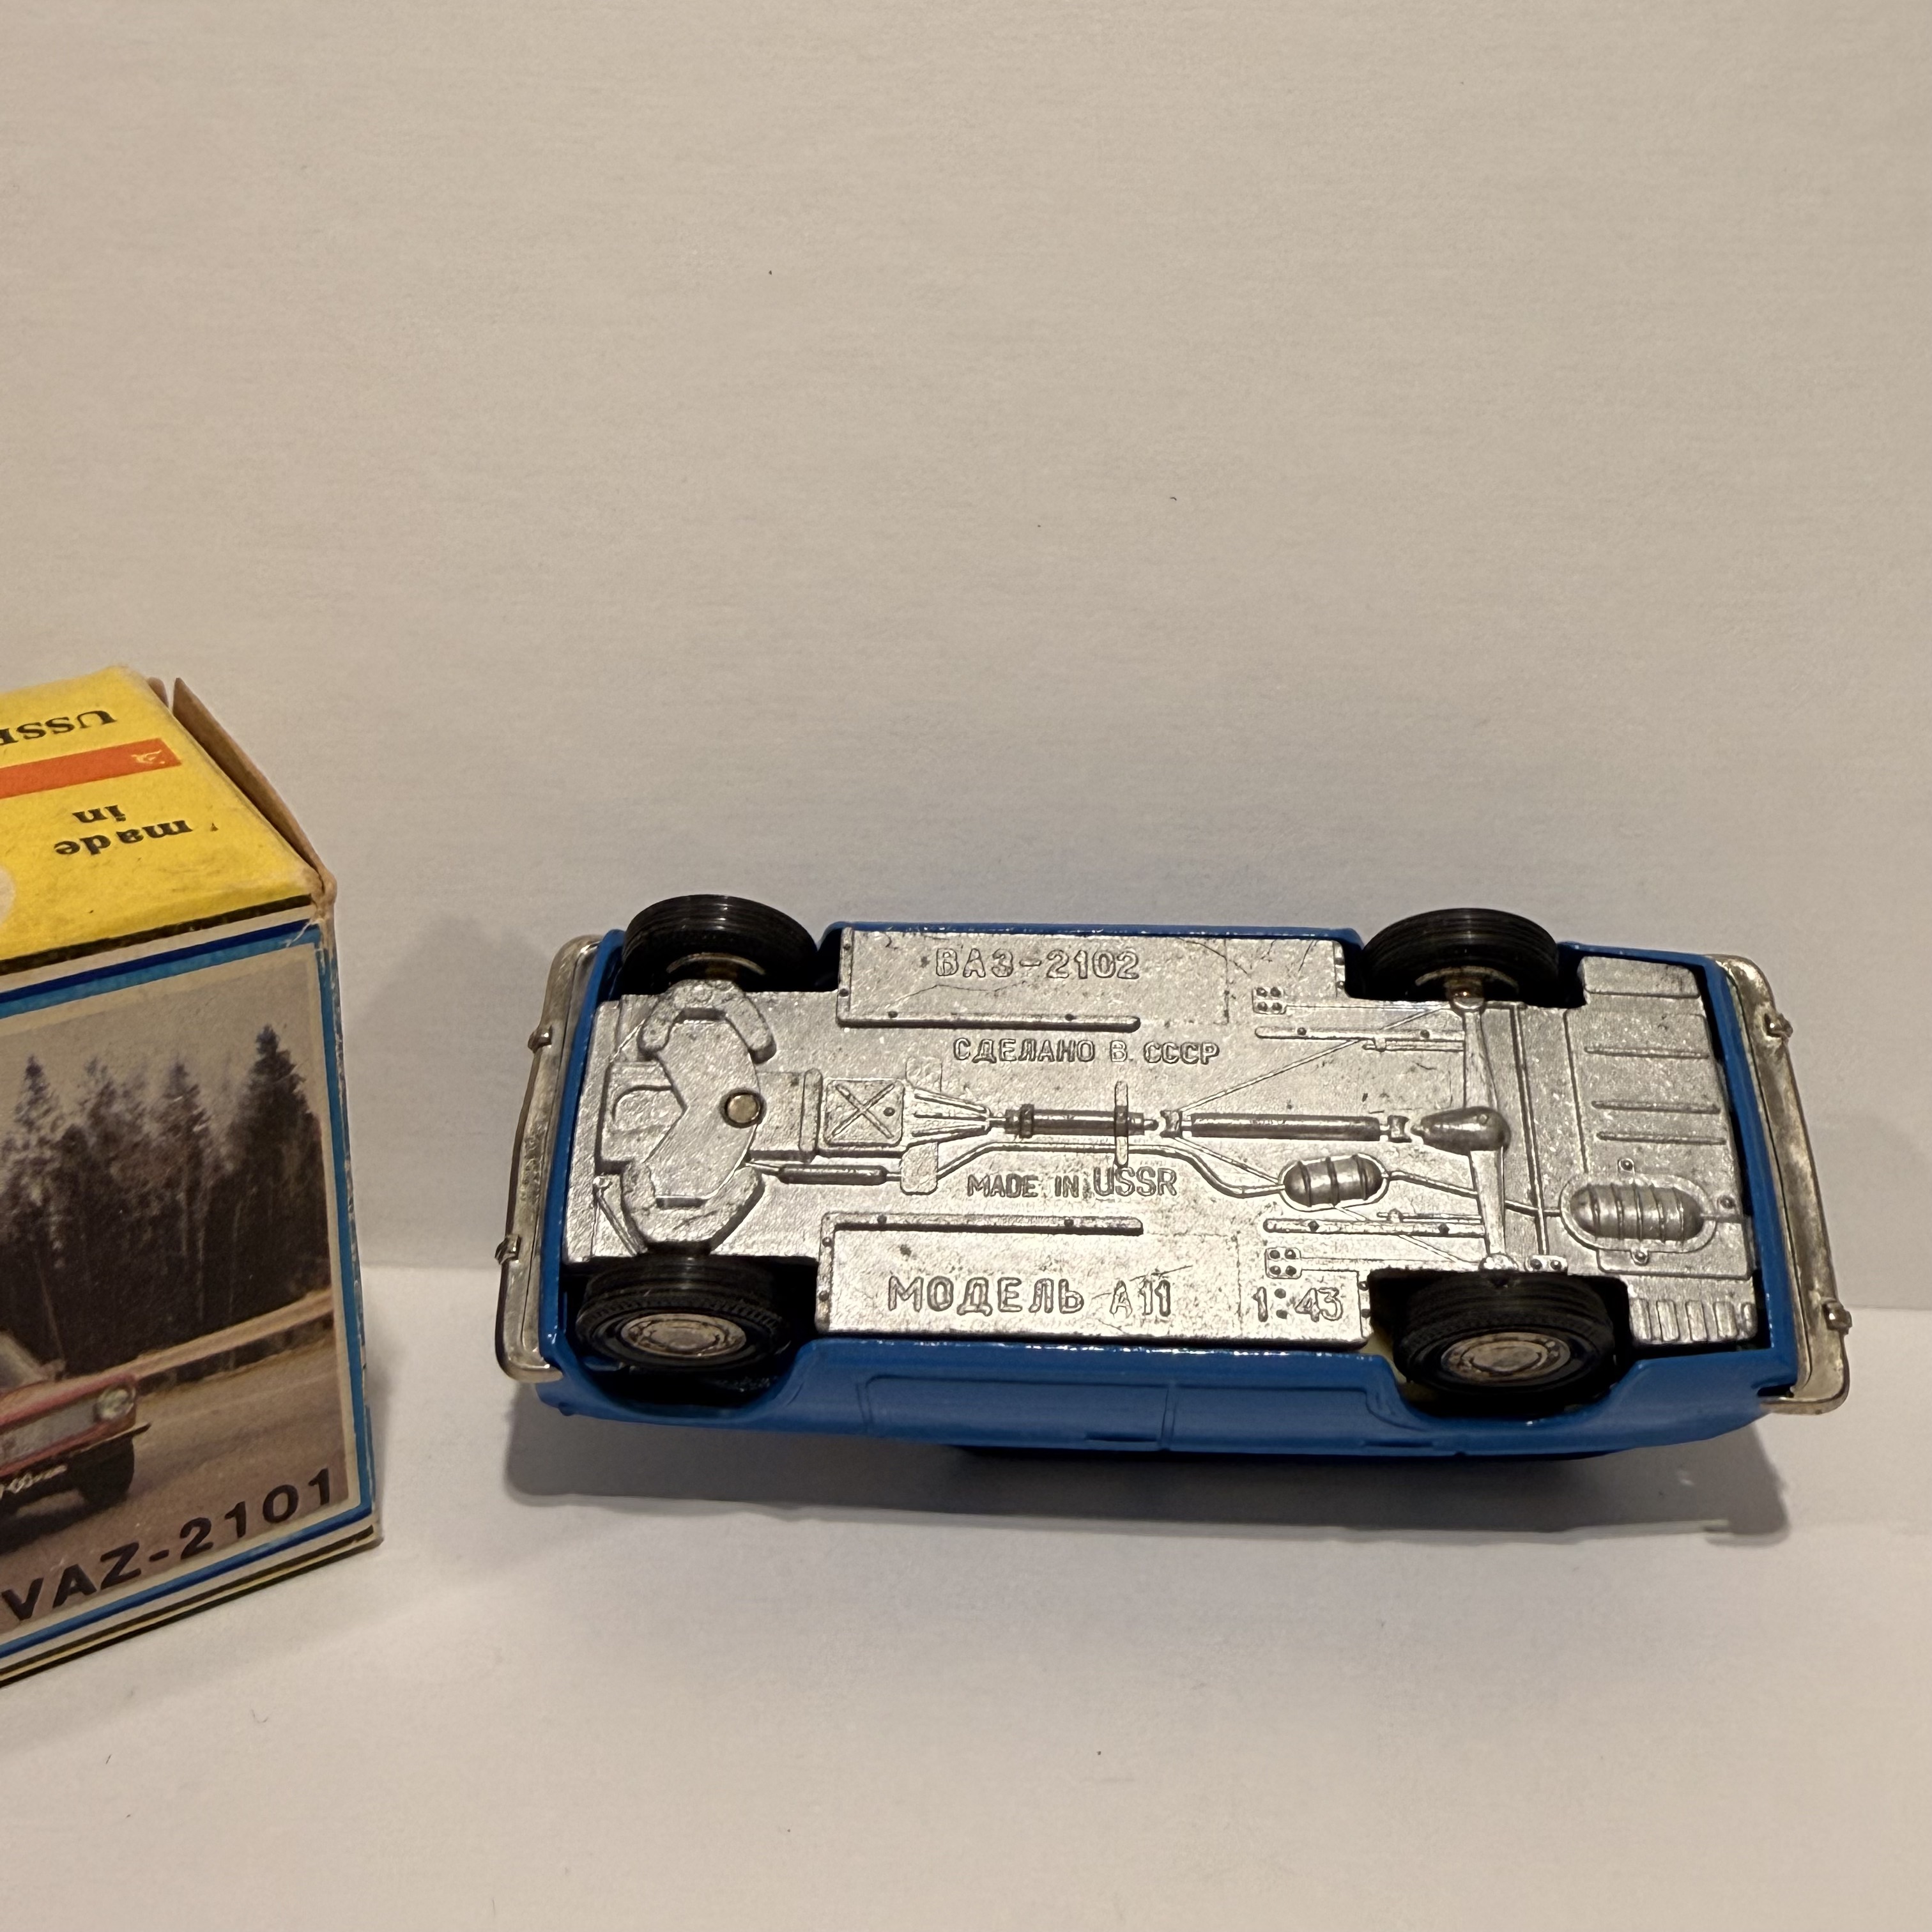 USSR
made
in
VAZ-2101
ВАЗ-2102
СДЕЛАНО В СССР
MADE IN USSR
МОДЕЛЬ А11 1:43